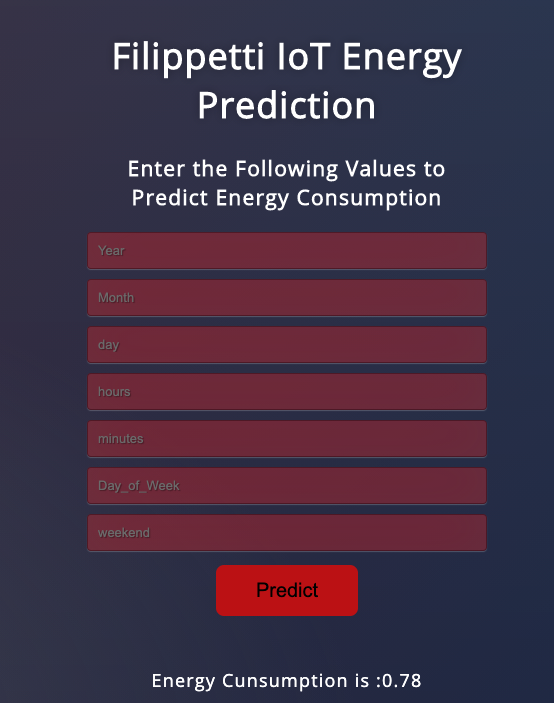 Filippetti IoT Energy
Prediction
Enter the Following Values to
Predict Energy Consumption
Year
Month
day
hours
minutes
Day_of_Week
weekend
Predict
Energy Cunsumption is :0.78